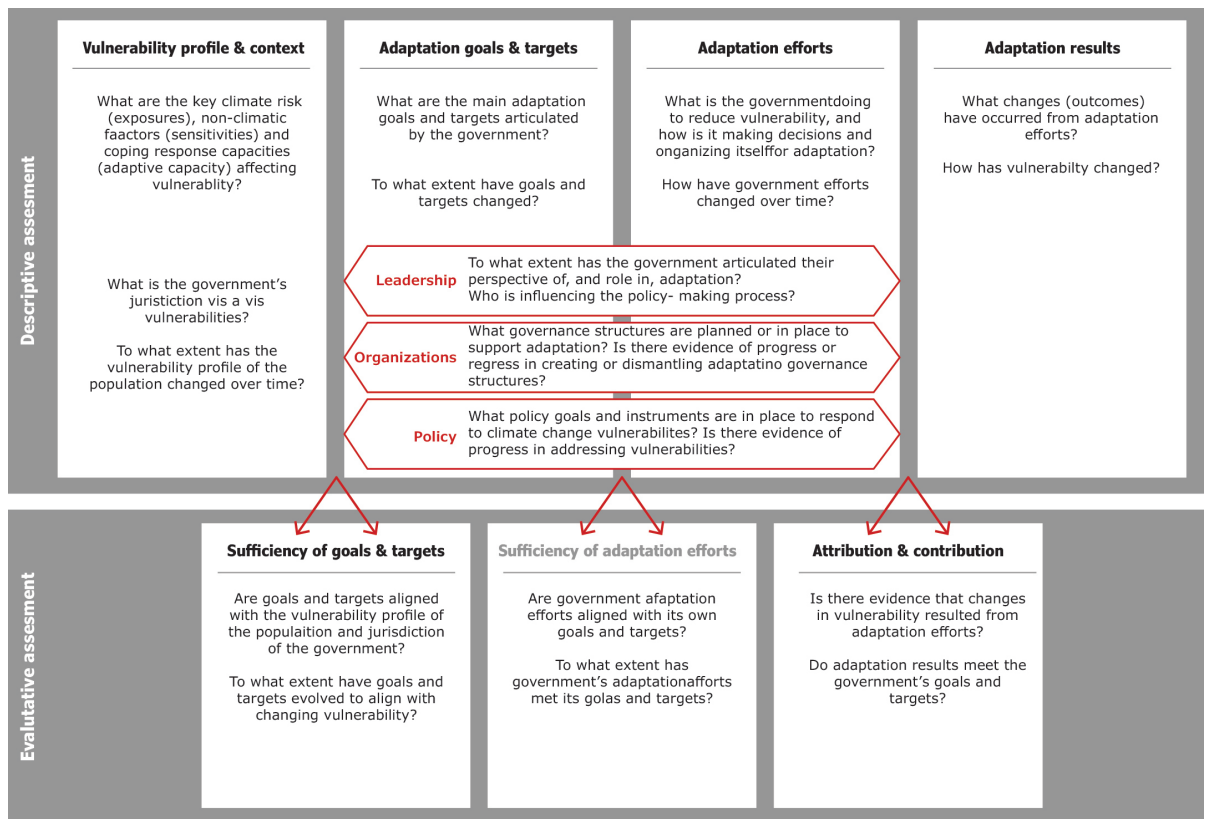 Descriptive assesment
Vulnerability profile & context
What are the key climate risk
(exposures), non-climatic
faactors (sensitivities) and
coping response capacities
(adaptive capacity) affecting
vulnerablity?
What is the government’s
juristiction vis a vis
vulnerabilities?
To what extent has the
vulnerability profile of the
population changed over time?
Adaptation goals & targets
What are the main adaptation
goals and targets articulated
by the government?
To what extent have goals and
targets changed?
Adaptation efforts
What is the governmentdoing
to reduce vulnerability, and
how is it making decisions and
onganizing itselffor adaptation?
How have government efforts
changed over time?
Adaptation results
What changes (outcomes)
have occurred from adaptation
efforts?
How has vulnerabilty changed?
Leadership
To what extent has the government articulated their
perspective of, and role in, adaptation?
Who is influencing the policy- making process?
Organizations
What governance structures are planned or in place to
support adaptation? Is there evidence of progress or
regress in creating or dismantling adaptatino governance
structures?
Policy
What policy goals and instruments are in place to respond
to climate change vulnerabilites? Is there evidence of
progress in addressing vulnerabilities?
Evalutative assesment
Sufficiency of goals & targets
Are goals and targets aligned
with the vulnerability profile of
the populaition and jurisdiction
of the government?
To what extent have goals and
targets evolved to align with
changing vulnerability?
Sufficiency of adaptation efforts
Are government afaptation
efforts aligned with its own
goals and targets?
To what extent has
government’s adaptationafforts
met its golas and targets?
Attribution & contribution
Is there evidence that changes
in vulnerability resulted from
adaptation efforts?
Do adaptation results meet the
government’s goals and
targets?